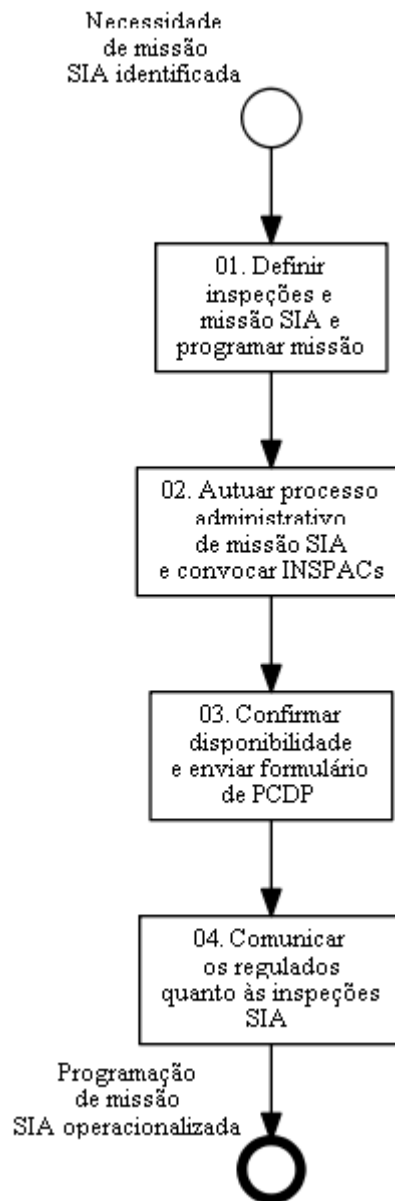 Necessidade
de missão
SIA identificada
01. Definir
inspeções e
missão SIA e
programar missão
02. Autuar processo
administrativo
de missão SIA
e convocar INSPACs
03. Confirmar
disponibilidade
e enviar formulário
de PCDP
04. Comunicar
os regulados
quanto às inspeções
SIA
Programação
de missão
SIA operacionalizada